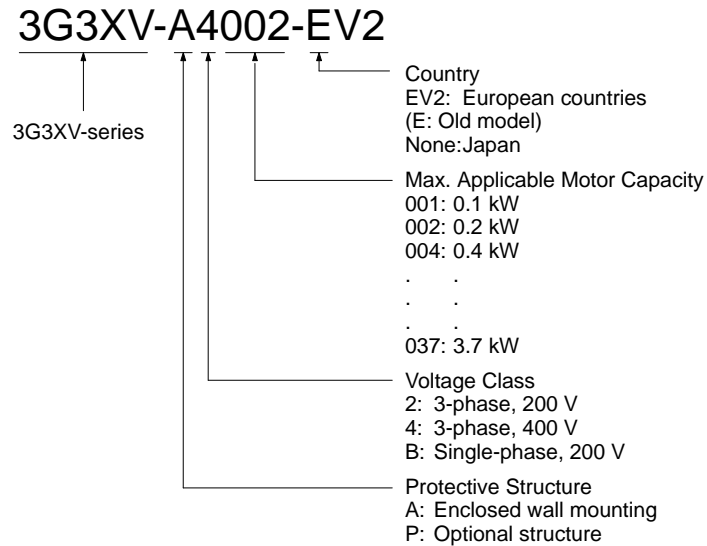 3G3XV-A4002-EV2
3G3XV-series
Country
EV2: European countries
(E: Old model)
None:Japan
Max. Applicable Motor Capacity
001: 0.1 kW
002: 0.2 kW
004: 0.4 kW
. .
. .
. .
037: 3.7 kW
Voltage Class
2: 3-phase, 200 V
4: 3-phase, 400 V
B: Single-phase, 200 V
Protective Structure
A: Enclosed wall mounting
P: Optional structure